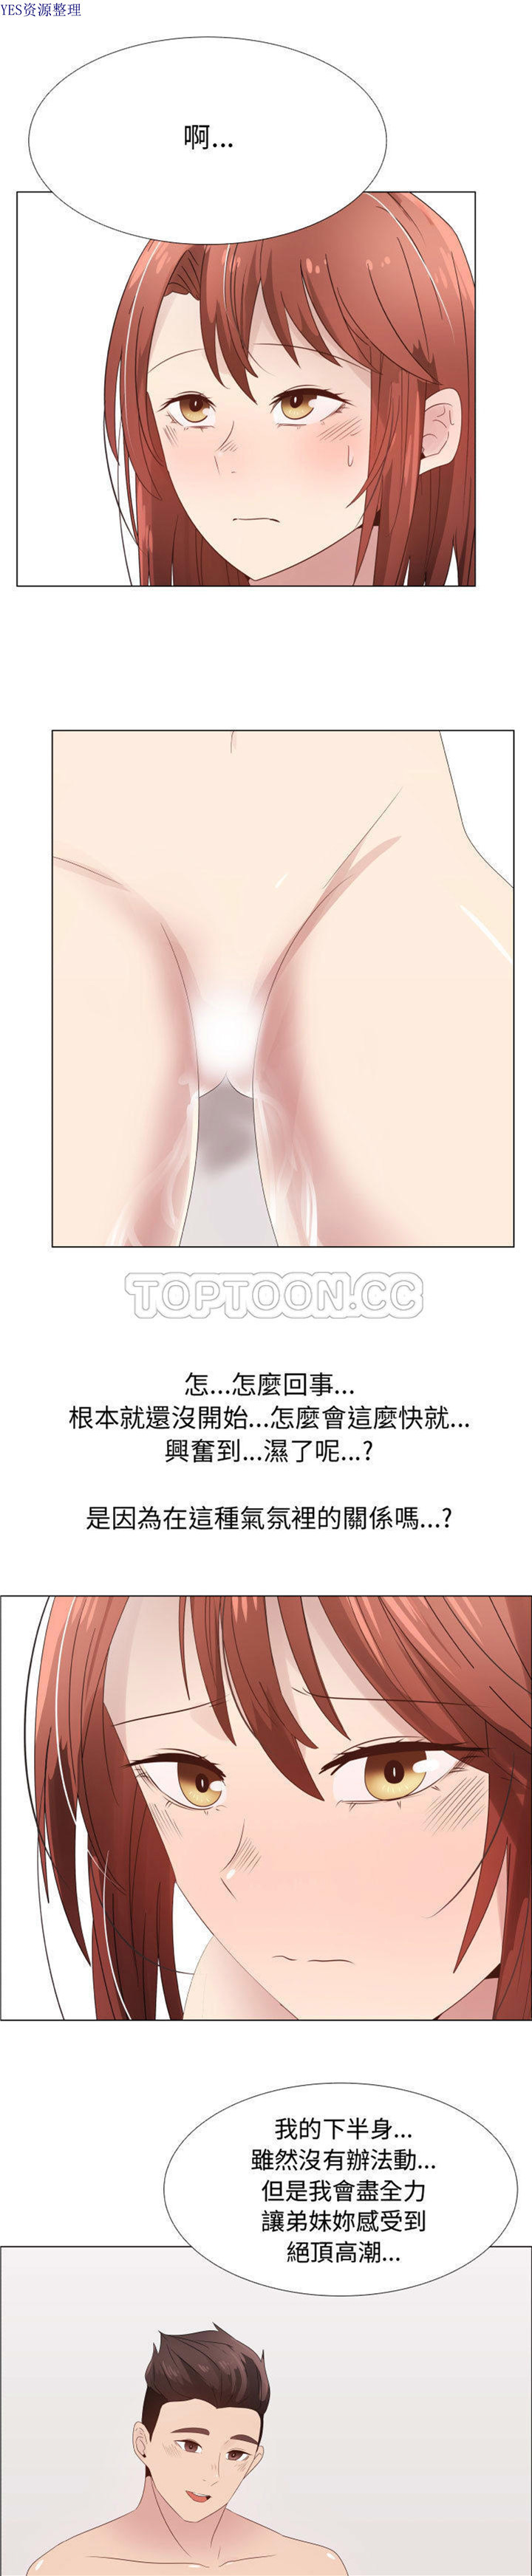 YES资源整理
啊...
TOPTOON.CC
怎...怎麼回事...
根本就還沒開始...怎麼會這麼快就...
興奮到...濕了呢...?
是因為在這種氣氛裡的關係嗎...?
我的下半身...
雖然沒有辦法動...
但是我會盡全力
讓弟妹妳感受到
絕頂高潮...